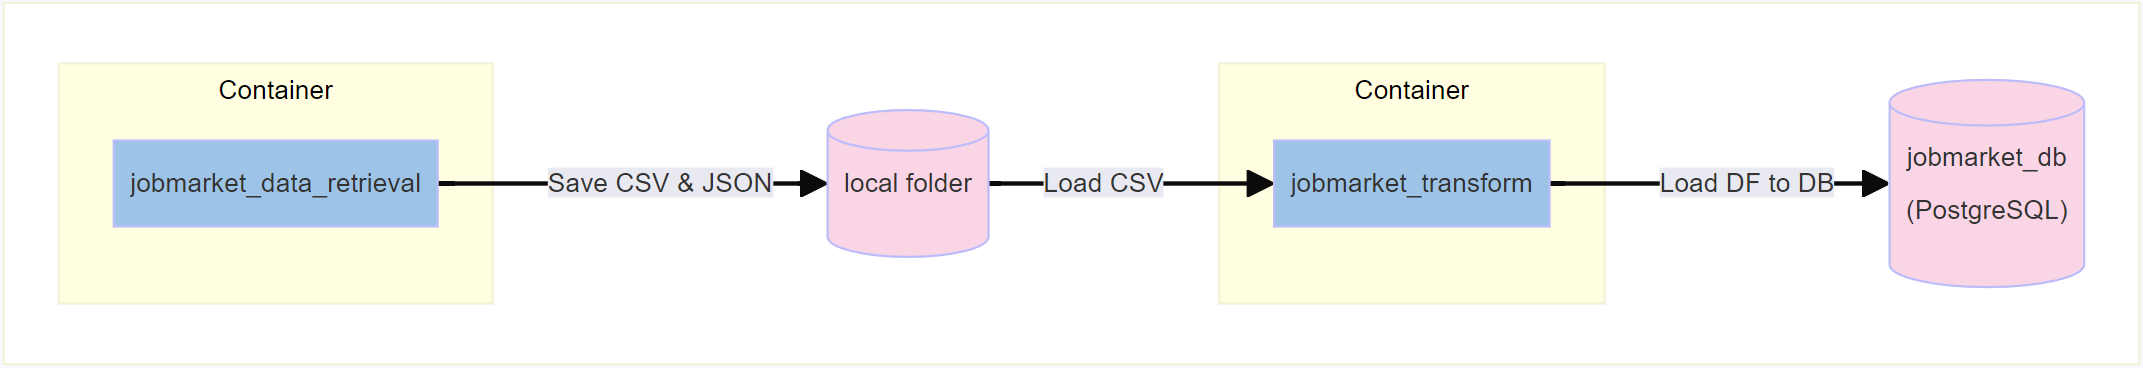 Container
jobmarket_data_retrieval
Save CSV & JSON
local folder
Load CSV
Container
jobmarket_transform
Load DF to DB
jobmarket_db
(PostgreSQL)